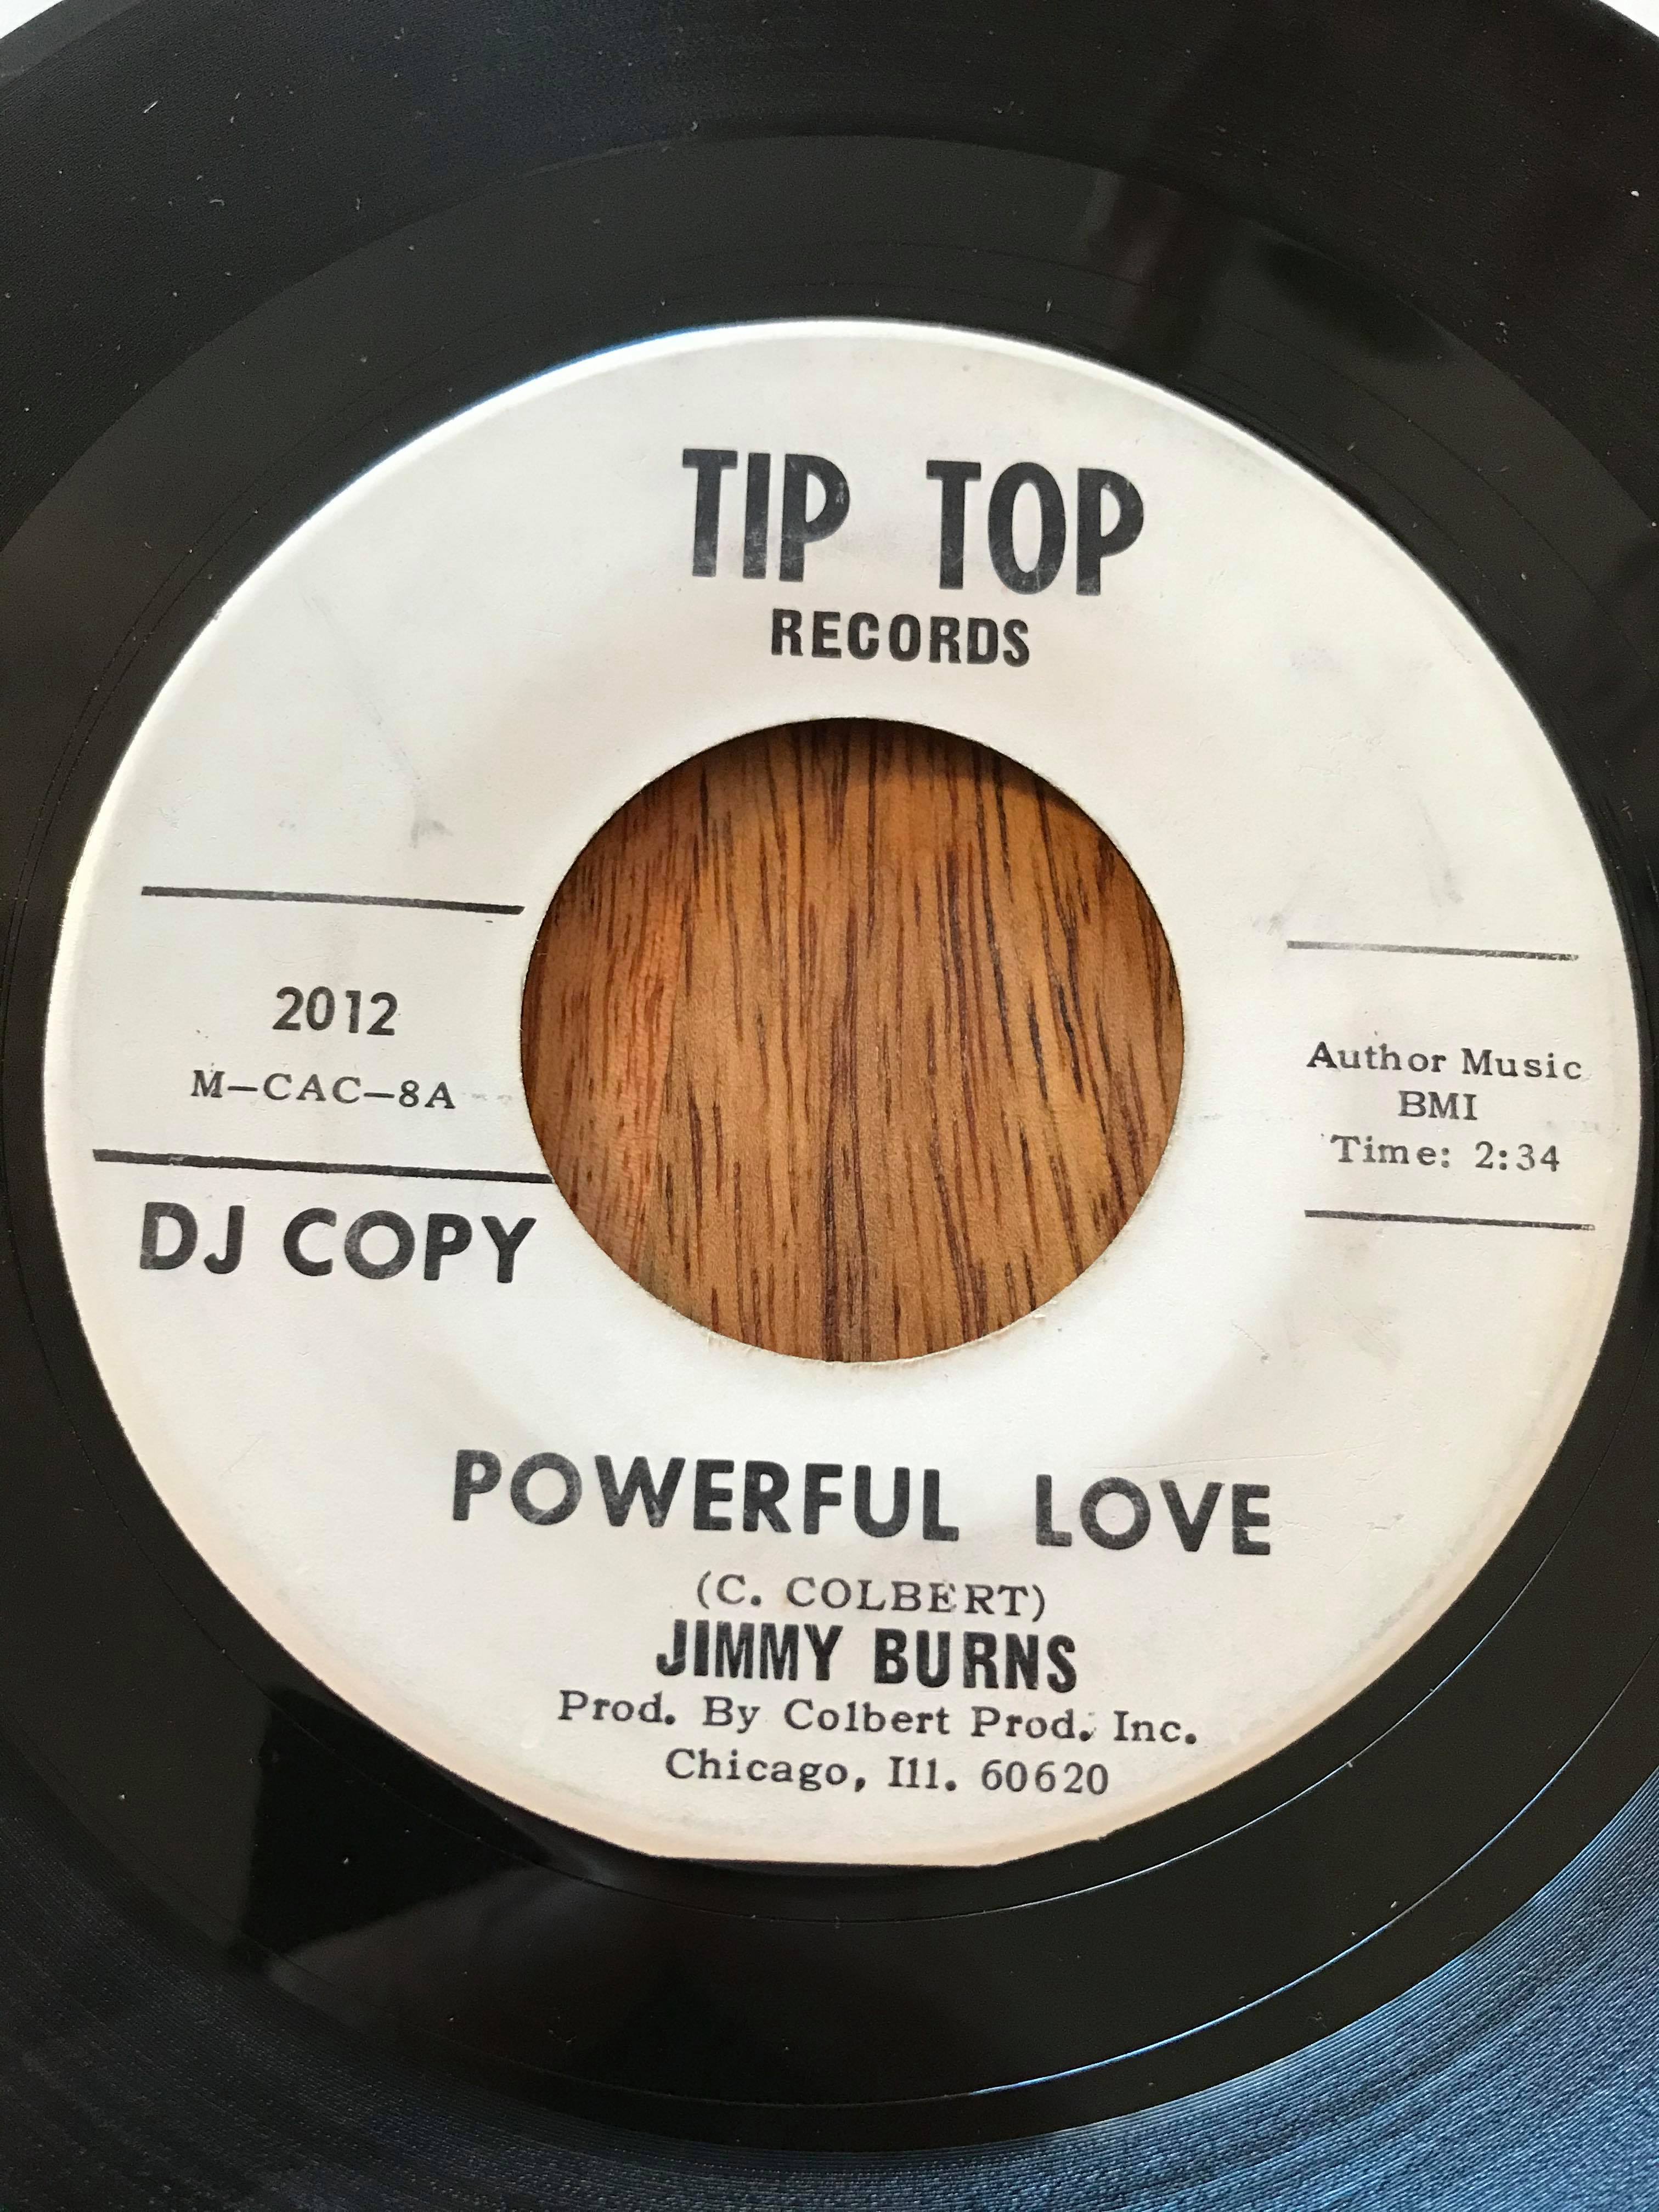 TIP TOP
RECORDS
2012
M-CAC-8A
DJ COPY
Author Music
BMI
Time: 2:34
POWERFUL LOVE
(C. COLBERT)
JIMMY BURNS
Prod. By Colbert Prod. Inc.
Chicago, Ill. 60620